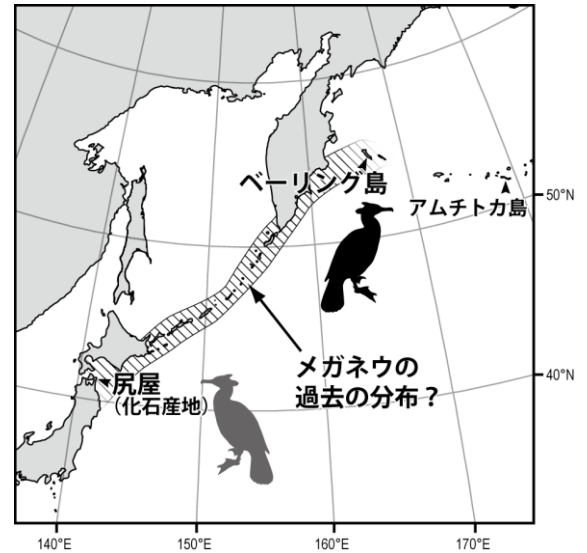 ベーリング島
アムチトカ島
50°N
メガネウの
過去の分布？
40°N
尻屋
（化石産地）
140°E
150°E
160°E
170°E